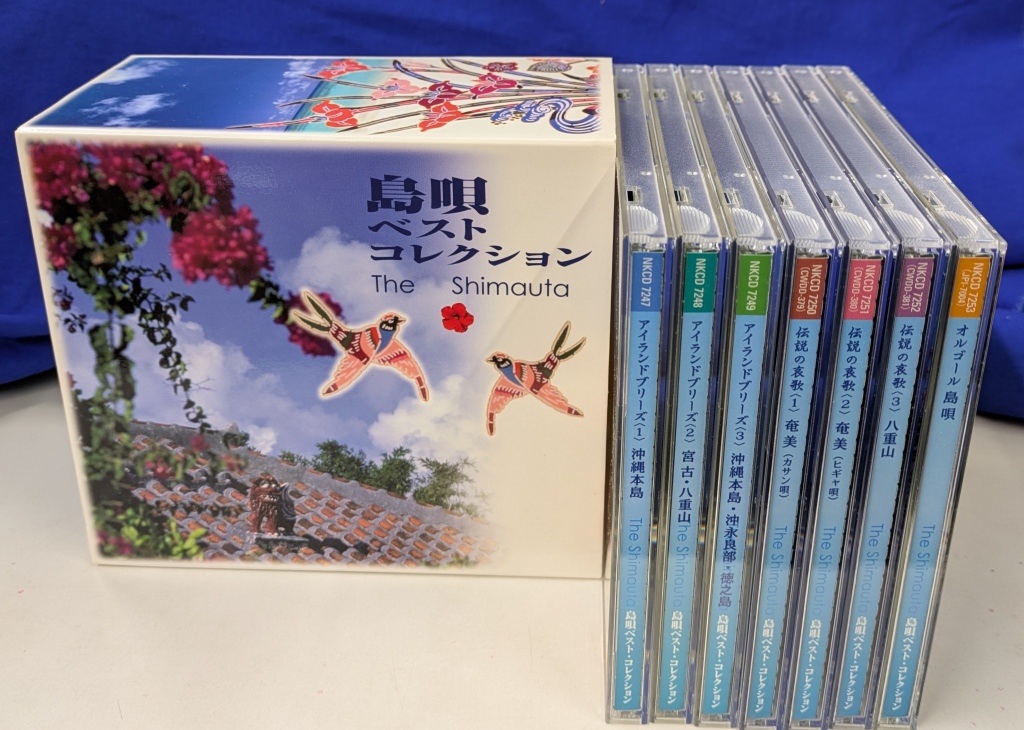 島唄
ベスト
コレクション
The Shimauta
NKCD 7247
アイランドブリーズ〈1〉 沖縄本島
The Shimauta
島唄ベスト・コレクション
NKCD 7248
アイランドブリーズ〈2〉 宮古・八重山
The Shimauta
島唄ベスト・コレクション
NKCD 7249
アイランドブリーズ〈3〉 沖縄本島・沖永良部・徳之島
島唄ベスト・コレクション
NKCD 7250
(CWDD-379)
伝説の哀歌〈1〉 奄美 (カサン唄)
The Shimauta
島唄ベスト・コレクション
NKCD 7251
(CWDD-380)
伝説の哀歌〈2〉 奄美 (ヒギャ唄)
The Shimauta
島唄ベスト・コレクション
NKCD 7252
(CWDD-381)
伝説の哀歌〈3〉 八重山
The Shimauta
島唄ベスト・コレクション
NKCD 7253
オルゴール 島唄
The Shimauta
島唄ベスト・コレクション